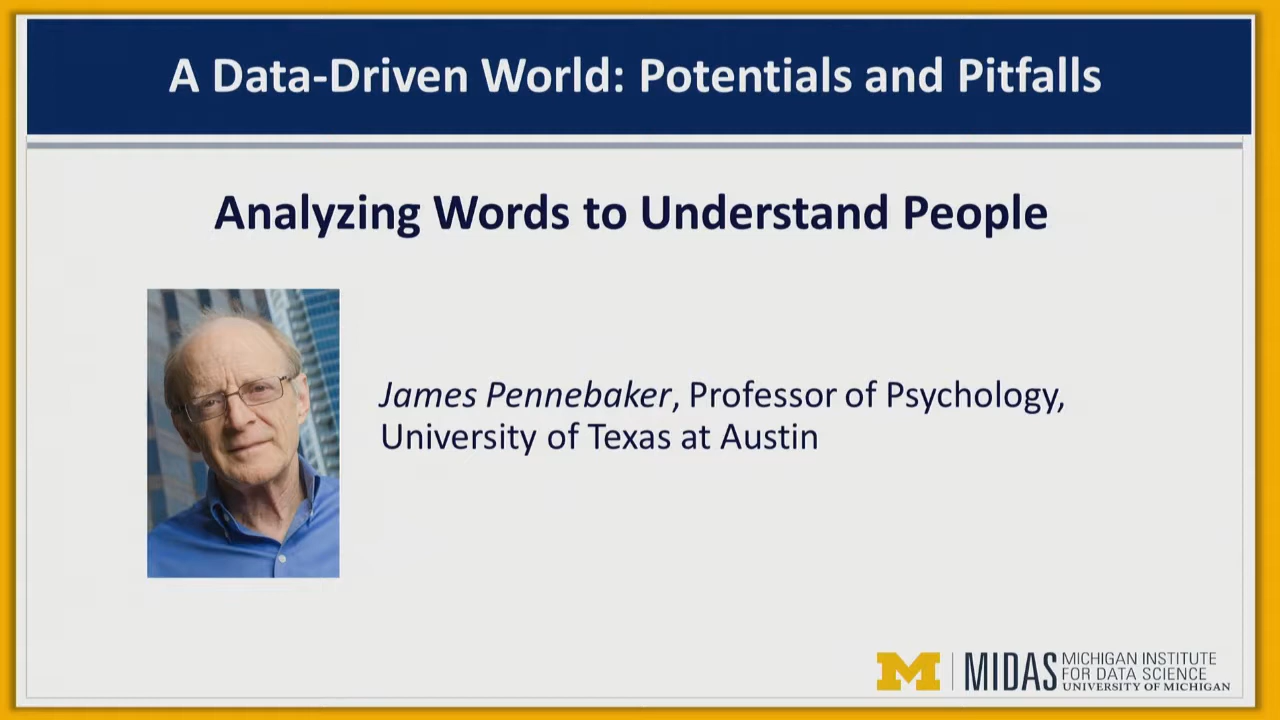 A Data-Driven World: Potentials and Pitfalls
Analyzing Words to Understand People
James Pennebaker, Professor of Psychology,
University of Texas at Austin
M
MIDAS
MICHIGAN INSTITUTE
FOR DATA SCIENCE
UNIVERSITY OF MICHIGAN